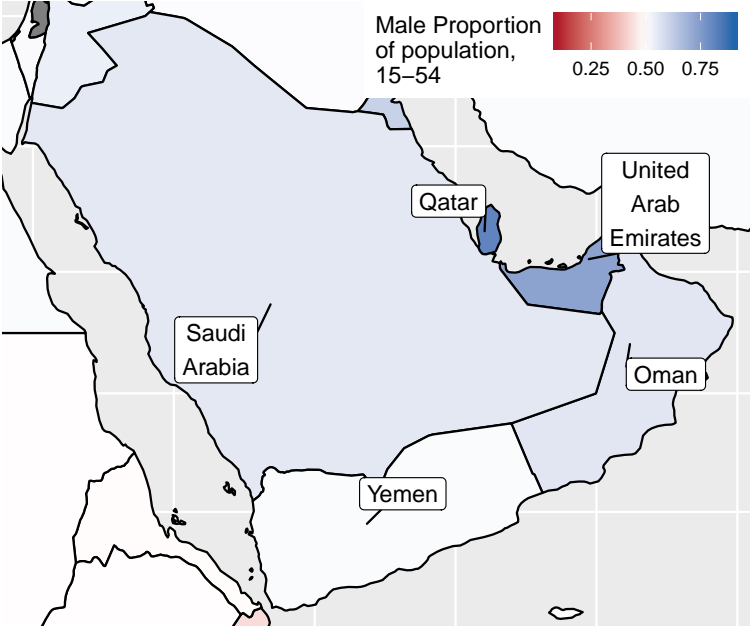 Male Proportion
of population,
15−54
0.25 0.50 0.75
United
Arab
Emirates
Qatar
Saudi
Arabia
Oman
Yemen